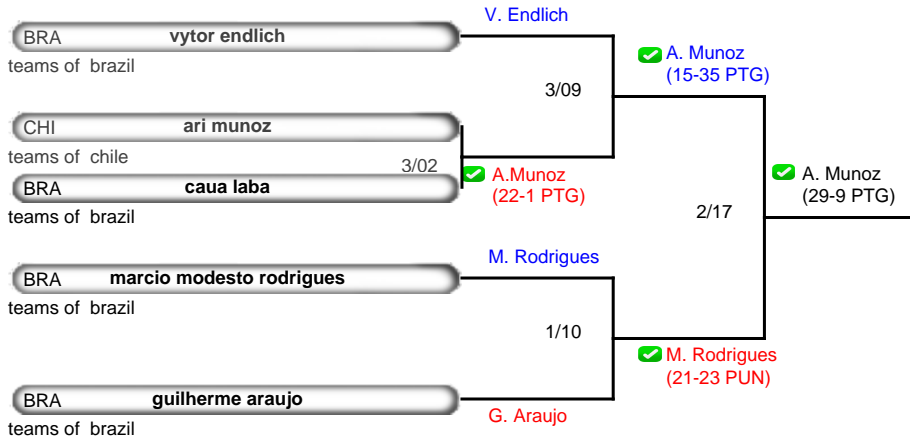 V. Endlich
BRA vytor endlich
teams of brazil
A. Munoz
(15-35 PTG)
3/09
CHI ari munoz
teams of chile
3/02
A.Munoz
(22-1 PTG)
BRA caua laba
teams of brazil
A. Munoz
(29-9 PTG)
2/17
M. Rodrigues
BRA marcio modesto rodrigues
teams of brazil
1/10
M. Rodrigues
(21-23 PUN)
BRA guilherme araujo
G. Araujo
teams of brazil